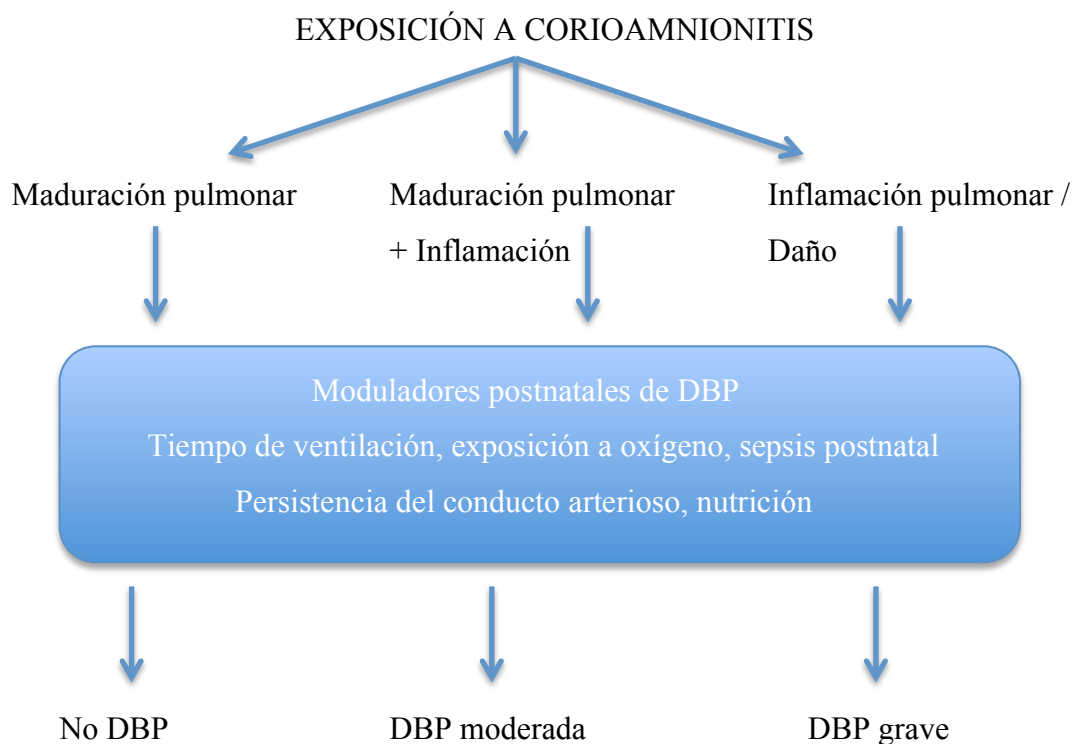 EXPOSICIÓN A CORIOAMNIONITIS
Maduración pulmonar
Maduración pulmonar
+ Inflamación
Inflamación pulmonar /
Daño
Moduladores postnatales de DBP
Tiempo de ventilación, exposición a oxígeno, sepsis postnatal
Persistencia del conducto arterioso, nutrición
No DBP
DBP moderada
DBP grave